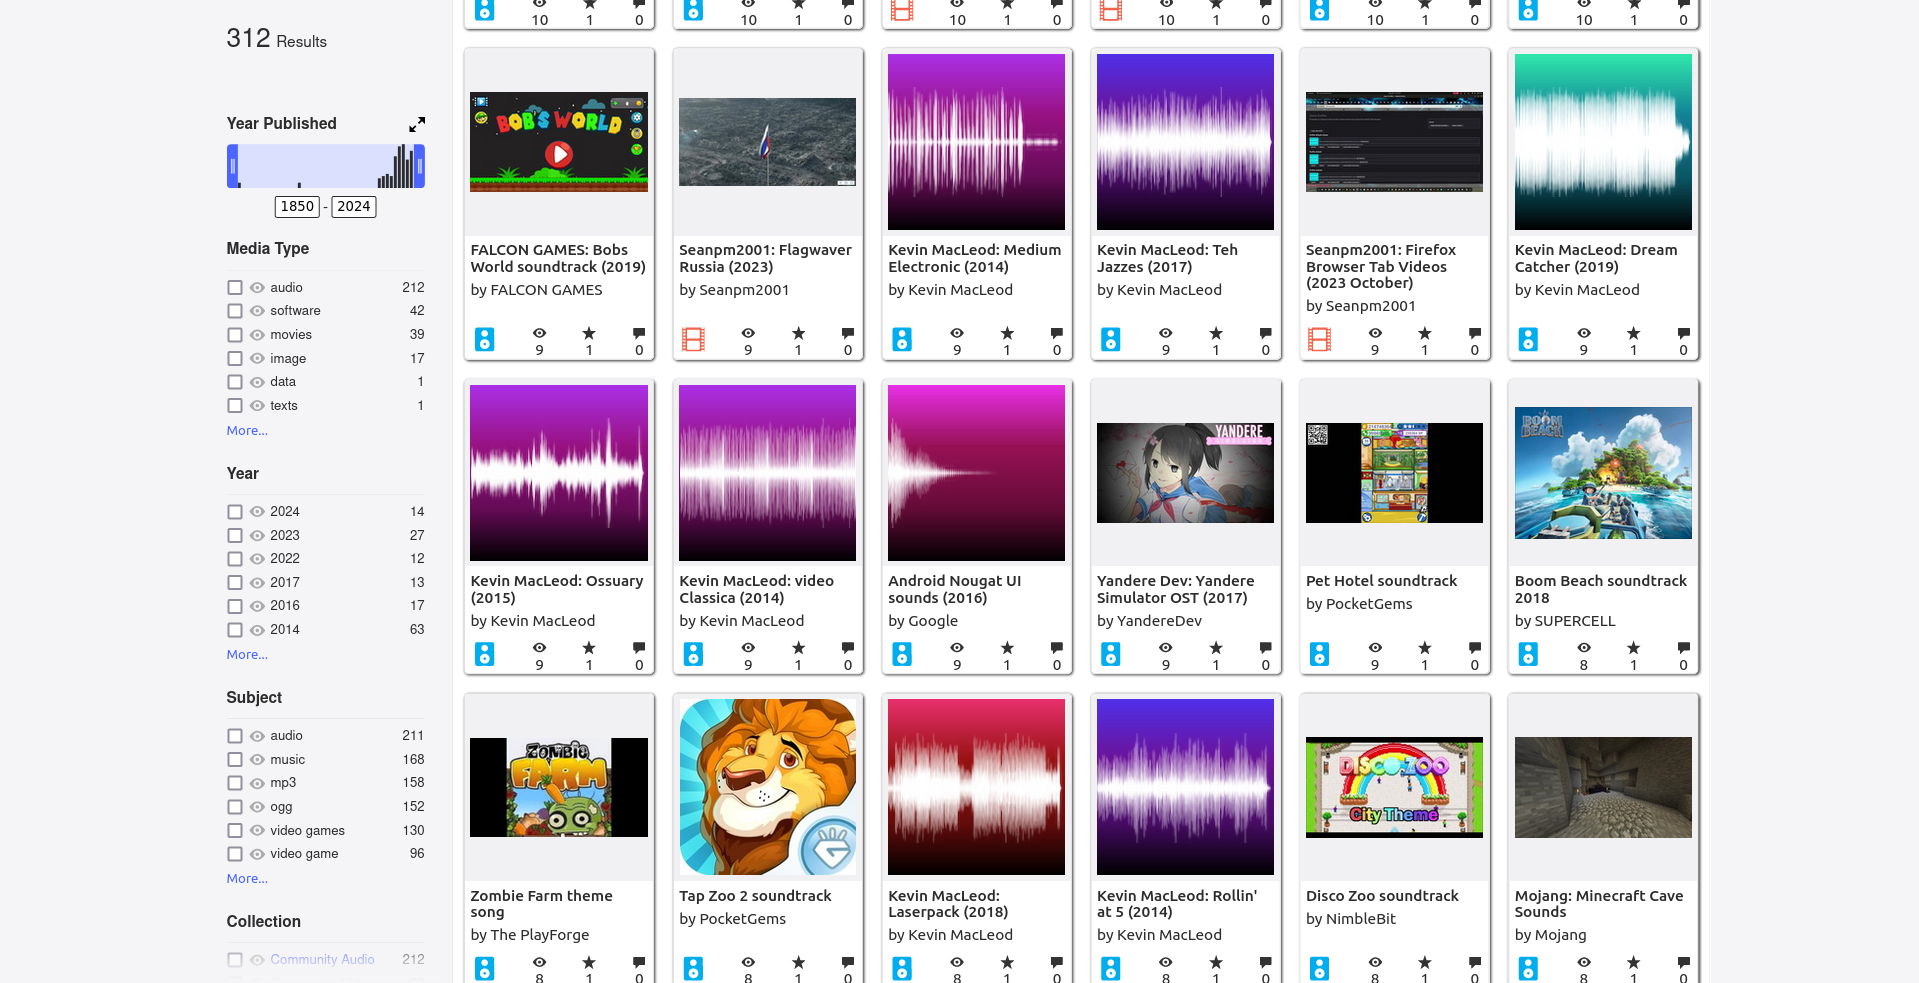 312 Results
Year Published
1850 - 2024
Media Type
audio 212
software 42
movies 39
image 17
data 1
texts 1
More...
Year
2024 14
2023 27
2022 12
2017 13
2016 17
2014 63
More...
Subject
audio 211
music 168
mp3 158
ogg 152
video games 130
video game 96
More...
Collection
Community Audio 212
10 1 0
10 1 0
10 1 0
10 1 0
10 1 0
10 1 0
BOB'S WORLD
FALCON GAMES: Bobs
World soundtrack (2019)
by FALCON GAMES
9 1 0
Seanpm2001: Flagwaver
Russia (2023)
by Seanpm2001
9 1 0
Kevin MacLeod: Medium
Electronic (2014)
by Kevin MacLeod
9 1 0
Kevin MacLeod: Teh
Jazzes (2017)
by Kevin MacLeod
9 1 0
Seanpm2001: Firefox
Browser Tab Videos
(2023 October)
by Seanpm2001
9 1 0
Kevin MacLeod: Dream
Catcher (2019)
by Kevin MacLeod
9 1 0
Kevin MacLeod: Ossuary
(2015)
by Kevin MacLeod
9 1 0
Kevin MacLeod: video
Classica (2014)
by Kevin MacLeod
9 1 0
Android Nougat UI
sounds (2016)
by Google
9 1 0
YANDERE
SIMULATOR
Yandere Dev: Yandere
Simulator OST (2017)
by YandereDev
9 1 0
Pet Hotel soundtrack
by PocketGems
9 1 0
BOOM
BEACH
Boom Beach soundtrack
2018
by SUPERCELL
8 1 0
ZOMBIE
FARM
Zombie Farm theme
song
by The PlayForge
8 1 0
Tap Zoo 2 soundtrack
by PocketGems
8 1 0
Kevin MacLeod:
Laserpack (2018)
by Kevin MacLeod
8 1 0
Kevin MacLeod: Rollin'
at 5 (2014)
by Kevin MacLeod
8 1 0
DISCO ZOO
City Theme
Disco Zoo soundtrack
by NimbleBit
8 1 0
Mojang: Minecraft Cave
Sounds
by Mojang
8 1 0